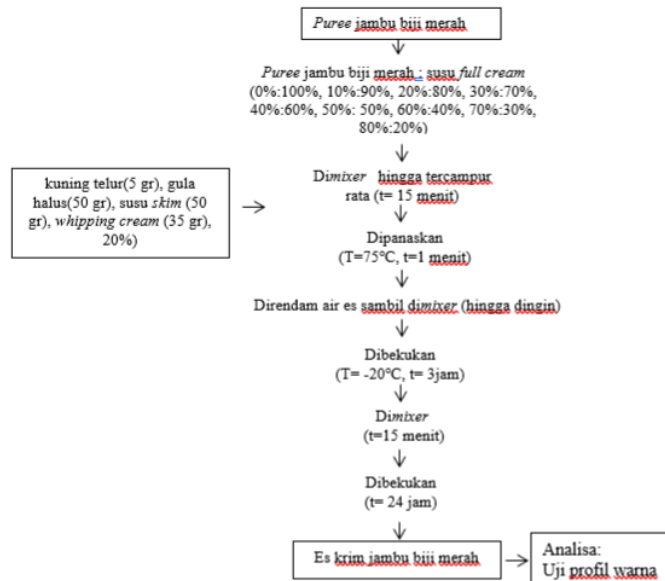 Puree jambu biji merah
Puree jambu biji merah : susu full cream
(0%:100%, 10%:90%, 20%:80%, 30%:70%,
40%:60%, 50%: 50%, 60%:40%, 70%:30%,
80%:20%)
kuning telur(5 gr), gula
halus(50 gr), susu skim (50
gr), whipping cream (35 gr),
20%)
Dimixer hingga tercampur
rata (t= 15 menit)
Dipanaskan
(T=75°C, t=1 menit)
Direndam air es sambil dimixer (hingga dingin)
Dibekukan
(T= -20°C, t= 3jam)
Dimixer
(t=15 menit)
Dibekukan
(t= 24 jam)
Es krim jambu biji merah
Analisa:
Uji profil warna